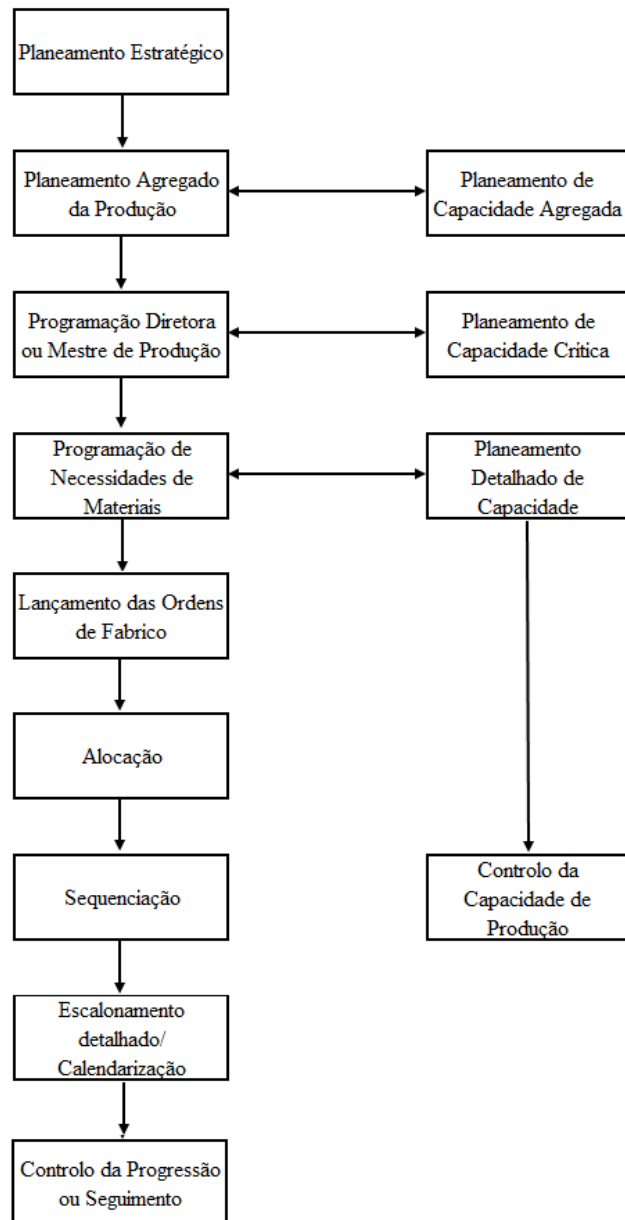 Planeamento Estratégico
Planeamento Agregado
da Produção
Planeamento de
Capacidade Agregada
Programação Diretora
ou Mestre de Produção
Planeamento de
Capacidade Crítica
Programação de
Necessidades de
Materiais
Planeamento
Detalhado de
Capacidade
Lançamento das Ordens
de Fabrico
Alocação
Sequenciação
Controlo da
Capacidade de
Produção
Escalonamento
detalhado/
Calendarização
Controlo da Progressão
ou Seguimento